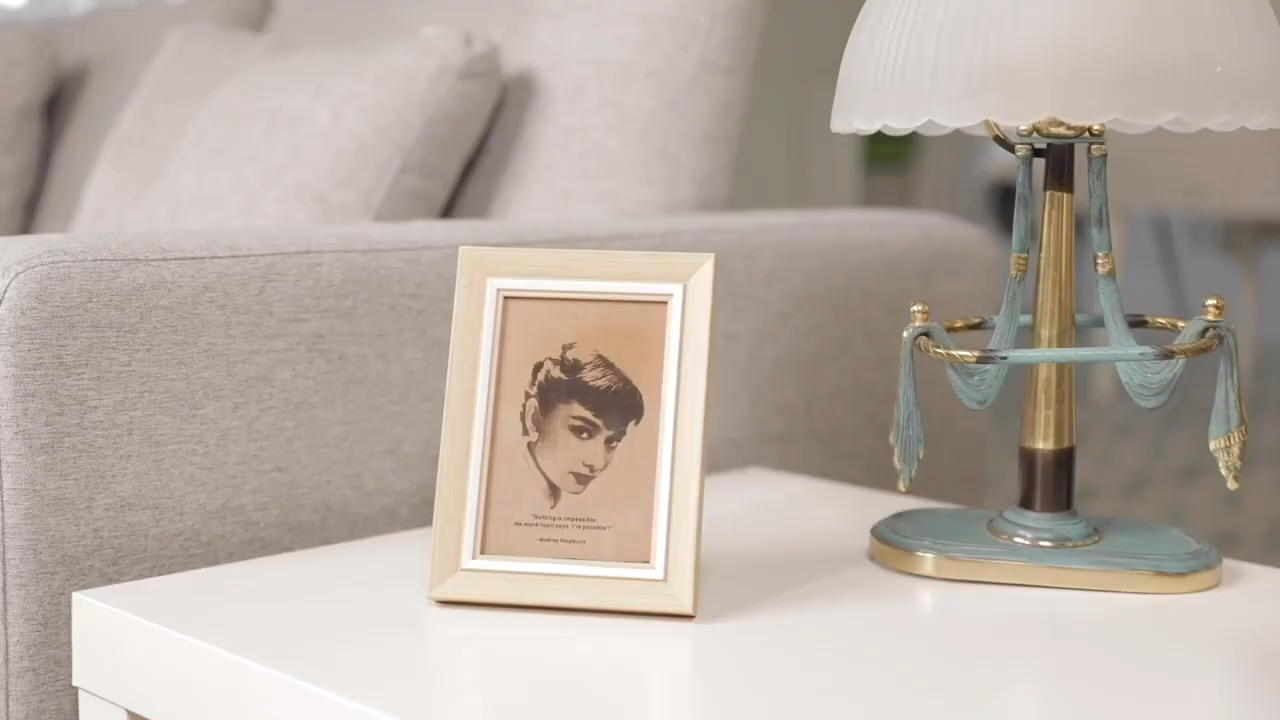 "Nothing is impossible,
the word itself says, 'I'm possible'!"
-Audrey Hepburn